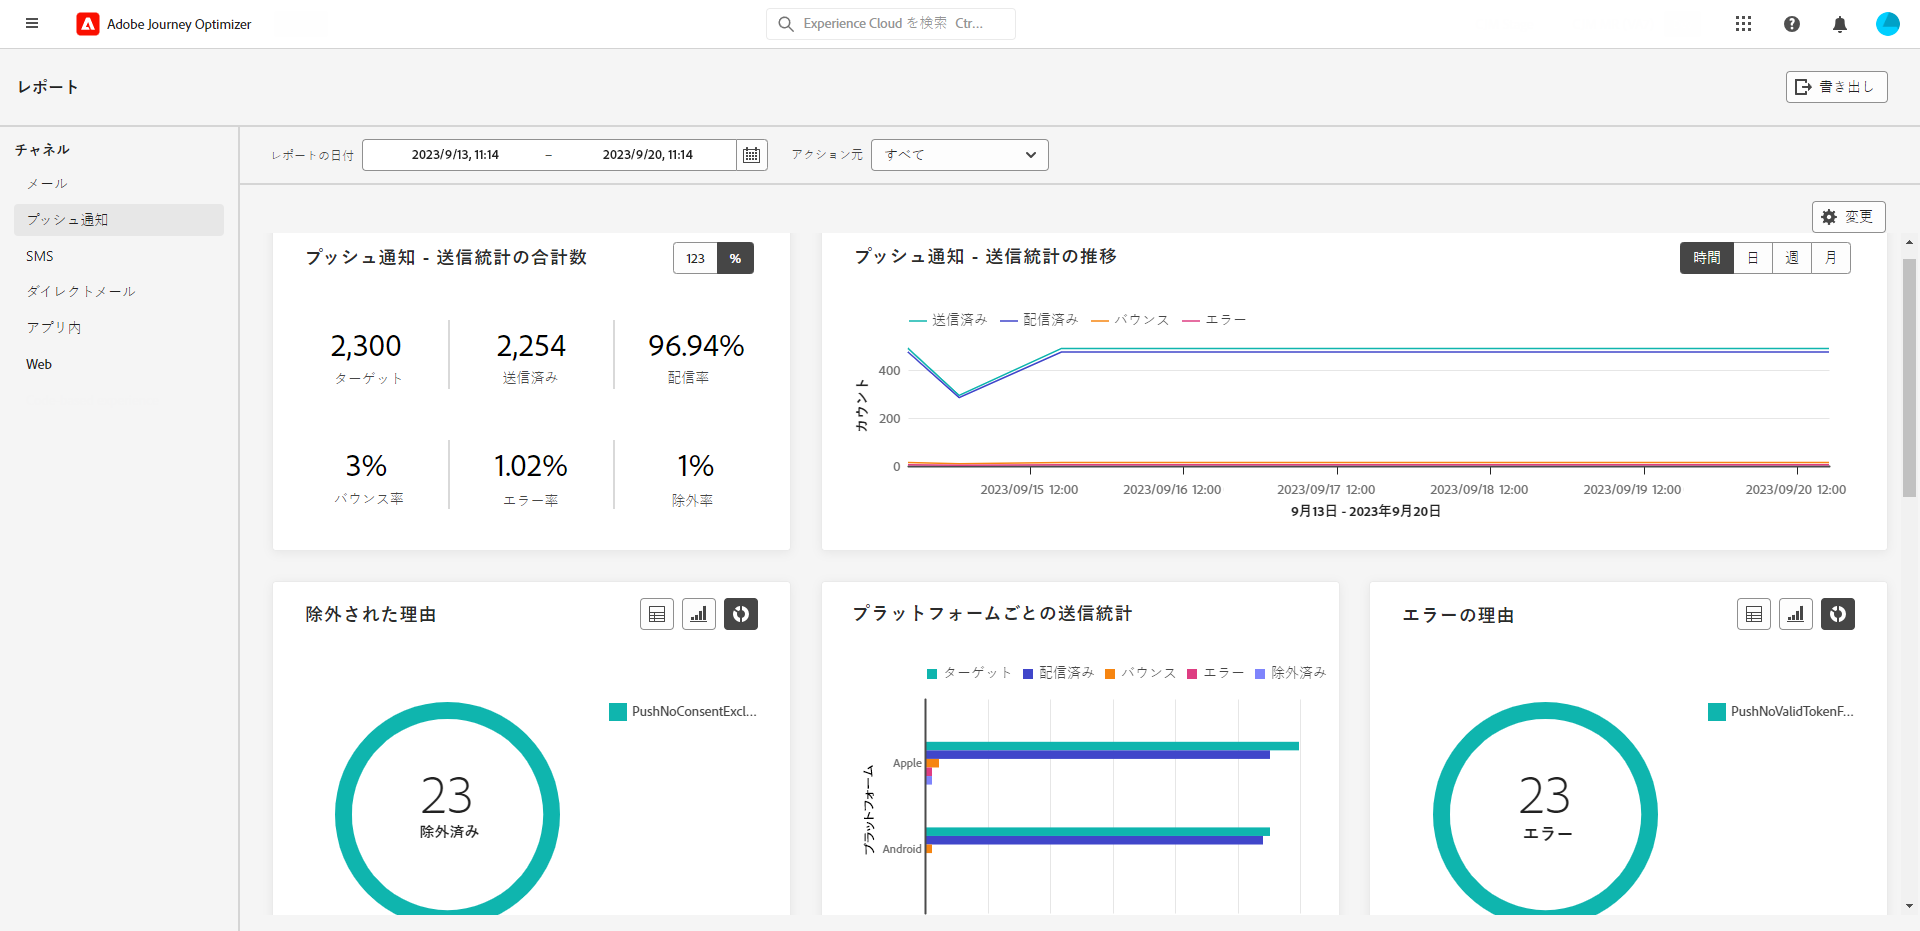 Adobe Journey Optimizer
Experience Cloud を検索 Ctr...
レポート
書き出し
チャネル
メール
プッシュ通知
SMS
ダイレクトメール
アプリ内
Web
レポートの日付
2023/9/13, 11:14 – 2023/9/20, 11:14
アクション元
すべて
変更
プッシュ通知 - 送信統計の合計数
123 %
2,300 2,254 96.94%
ターゲット 送信済み 配信率
3% 1.02% 1%
バウンス率 エラー率 除外率
プッシュ通知 - 送信統計の推移
時間 日 週 月
送信済み 配信済み バウンス エラー
カウント
400
200
0
2023/09/15 12:00 2023/09/16 12:00 2023/09/17 12:00 2023/09/18 12:00 2023/09/19 12:00 2023/09/20 12:00
9月13日 - 2023年9月20日
除外された理由
PushNoConsentExcl...
23
除外済み
プラットフォームごとの送信統計
ターゲット 配信済み バウンス エラー 除外済み
プラットフォーム
Apple
Android
エラーの理由
PushNoValidTokenF...
23
エラー